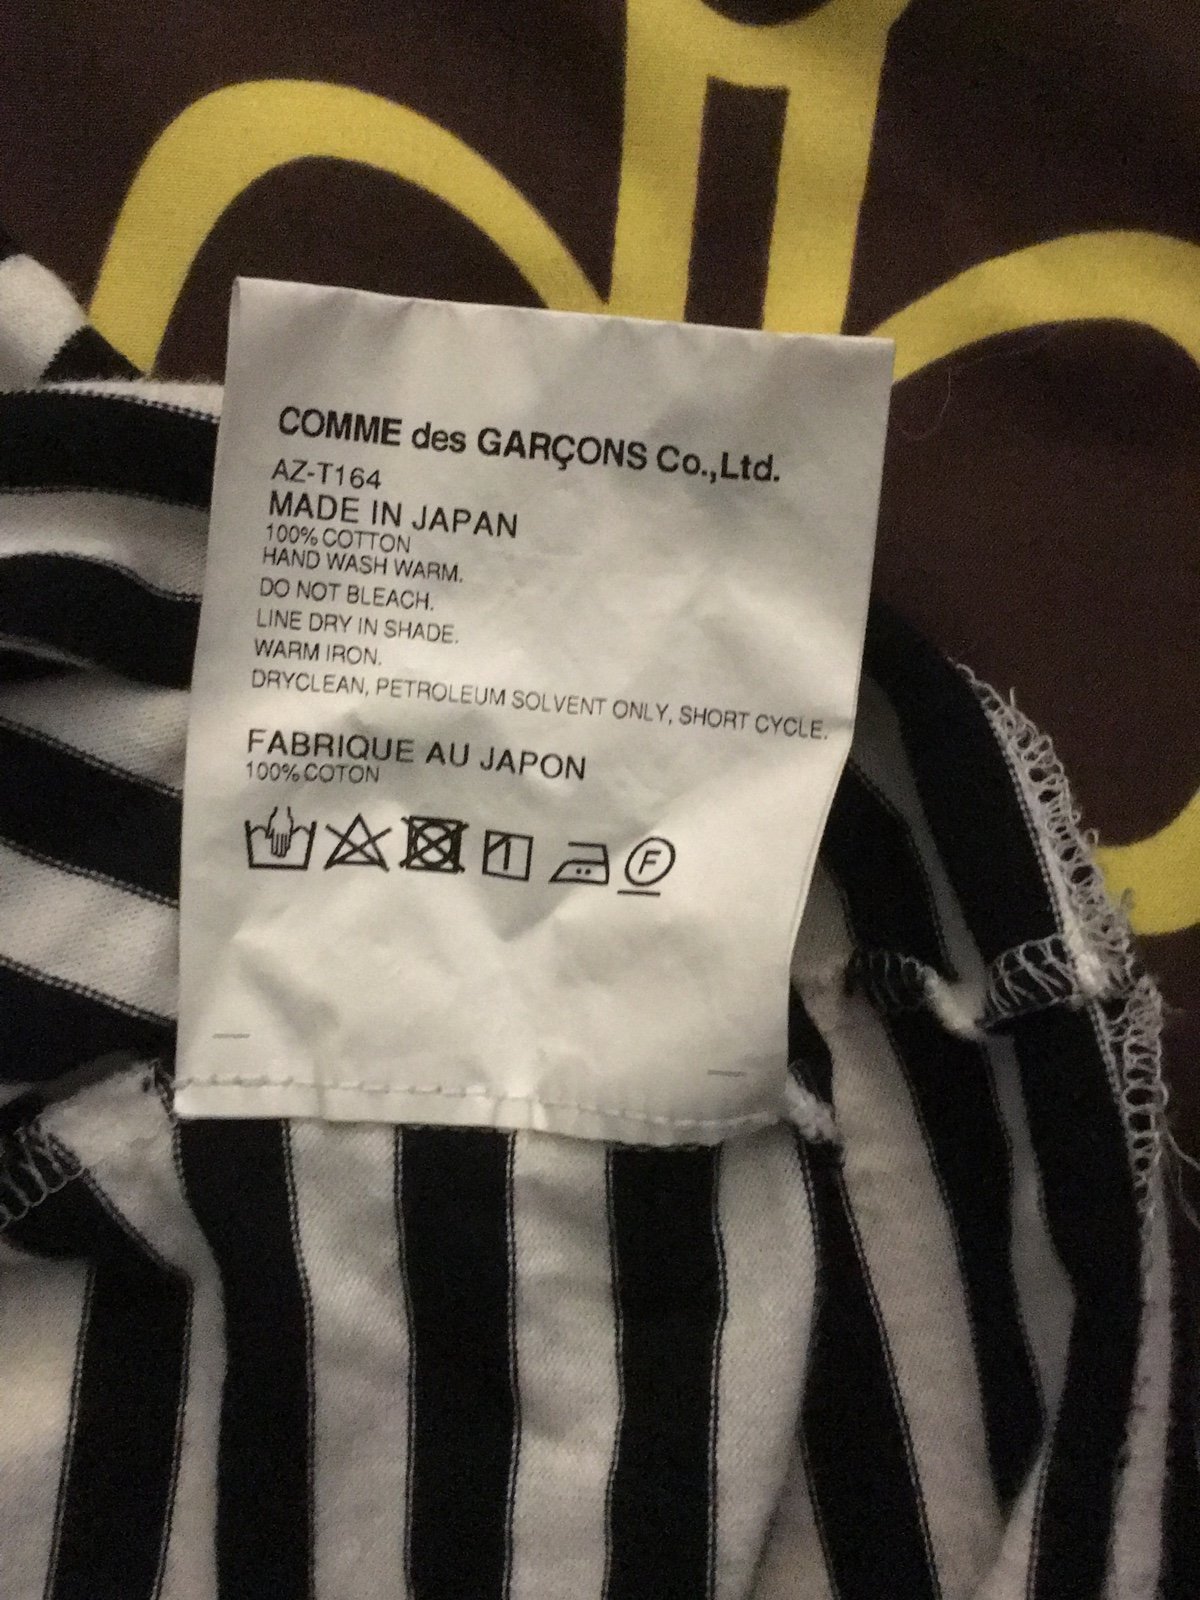 COMME des GARÇONS Co.,Ltd.
AZ-T164
MADE IN JAPAN
100% COTTON
HAND WASH WARM.
DO NOT BLEACH.
LINE DRY IN SHADE.
WARM IRON.
DRYCLEAN, PETROLEUM SOLVENT ONLY, SHORT CYCLE.
FABRIQUE AU JAPON
100% COTON
F